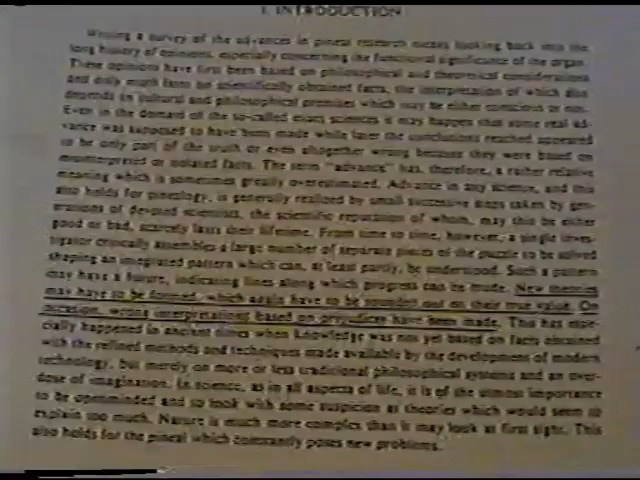 I. INTRODUCTION
Writing a survey of the advances in pineal research means looking back into the
long history of opinions, especially concerning the functional significance of the organ.
These opinions have first been based on philosophical and theoretical considerations
and only much later on scientifically obtained facts, the interpretation of which also
depends on cultural and philosophical premises which may be either conscious or not.
Even in the domain of the so-called exact sciences it may happen that some real ad-
vance was supposed to have been made while later the conclusions reached appeared
to be only part of the truth or even altogether wrong because they were based on
misinterpreted or isolated facts. The term "advance" has, therefore, a rather relative
meaning which is sometimes greatly overestimated. Advance in any science, and this
also holds for pinealogy, is generally realized by small successive steps taken by gen-
erations of devoted scientists, the scientific reputation of whom, may this be either
good or bad, scarcely lasts their lifetime. From time to time, however, a single inves-
tigator critically assembles a large number of separate pieces of the puzzle to be solved
shaping an integrated pattern which can, at least partly, be understood. Such a pattern
may have a future, indicating lines along which progress can be made. New theories
may have to be formed, which again have to be sounded out on their true value. On
occasion, wrong interpretations based on prejudices have been made. This has espe-
cially happened in ancient times when knowledge was not yet based on facts obtained
with the refined methods and techniques made available by the development of modern
technology, but merely on more or less traditional philosophical systems and an over-
dose of imagination. In science, as in all aspects of life, it is of the utmost importance
to be openminded and to look with some suspicion at theories which would seem to
explain too much. Nature is much more complex than it may look at first sight. This
also holds for the pineal which constantly poses new problems.